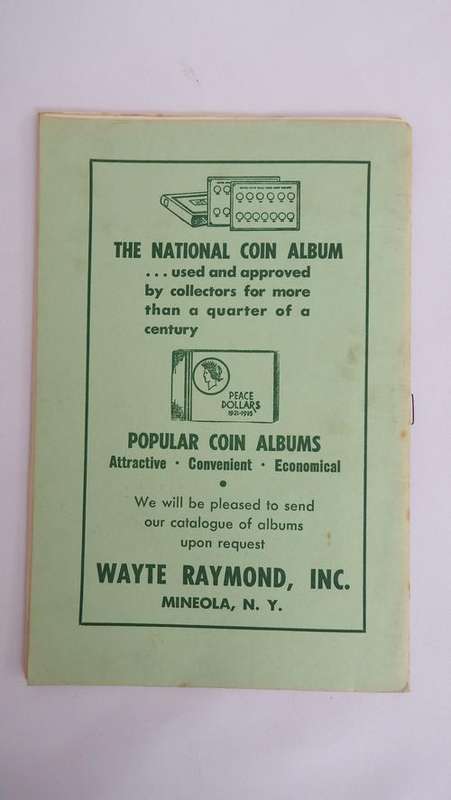 THE NATIONAL COIN ALBUM
... used and approved
by collectors for more
than a quarter of a
century
PEACE
DOLLARS
1921-1935
POPULAR COIN ALBUMS
Attractive · Convenient · Economical
We will be pleased to send
our catalogue of albums
upon request
WAYTE RAYMOND, INC.
MINEOLA, N. Y.